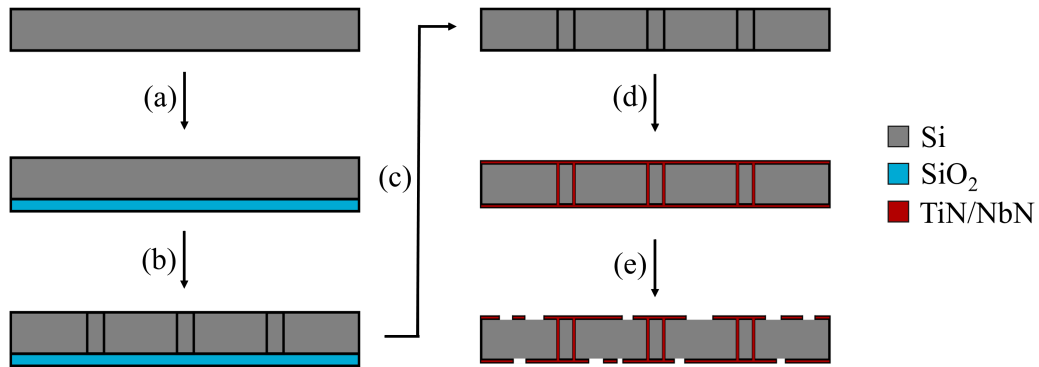 (a)
(b)
(c)
(d)
(e)
Si
SiO₂
TiN/NbN